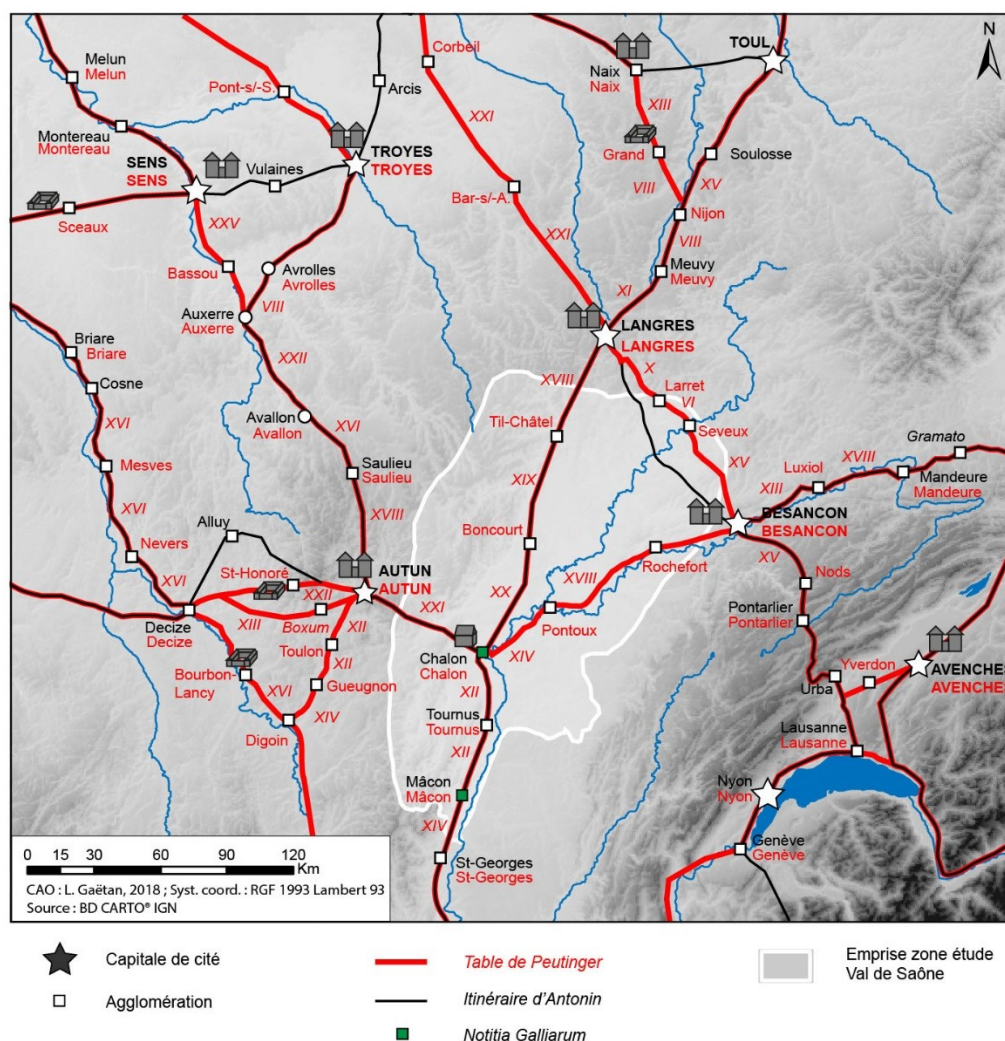 N
Melun
Melun
Pont-s/-S.
Arcis
Corbeil
Naix
Naix
TOUL
Montereau
Montereau
SENS
SENS
Vulaines
TROYES
TROYES
XXI
XIII
Grand
Soulosse
Sceaux
XXV
Bar-s/-A.
VIII
XV
Nijon
Bassou
Avrolles
Avrolles
XXI
VIII
Meuvy
Meuvy
Auxerre
Auxerre
VIII
XI
LANGRES
LANGRES
Briare
Briare
Cosne
XXII
XVIII
X
Larret
VI
XVI
Avallon
Avallon
XVI
Til-Châtel
Seveux
Gramato
Mesves
Saulieu
Saulieu
XIX
XV
Luxiol
XVIII
Mandeure
Mandeure
XIII
XVI
XVIII
Boncourt
BESANCON
BESANCON
Alluy
Nevers
XVI
St-Honoré
AUTUN
AUTUN
XVIII
Rochefort
XV
Nods
XXII
XXI
XX
Decize
Decize
XIII
Boxum
XII
Pontoux
Pontarlier
Pontarlier
Toulon
Chalon
Chalon
XIV
Bourbon-
Lancy
XII
Yverdon
AVENCHES
AVENCHES
XVI
Gueugnon
XII
Urba
XIV
Tournus
Tournus
Digoin
Lausanne
Lausanne
XII
Mâcon
Mâcon
Nyon
Nyon
XIV
Genève
Genève
St-Georges
St-Georges
0 15 30 60 90 120
Km
CAO : L. Gaëtan, 2018 ; Syst. coord. : RGF 1993 Lambert 93
Source : BD CARTO® IGN
Capitale de cité
Table de Peutinger
Emprise zone étude
Val de Saône
Agglomération
Itinéraire d'Antonin
Notitia Galliarum